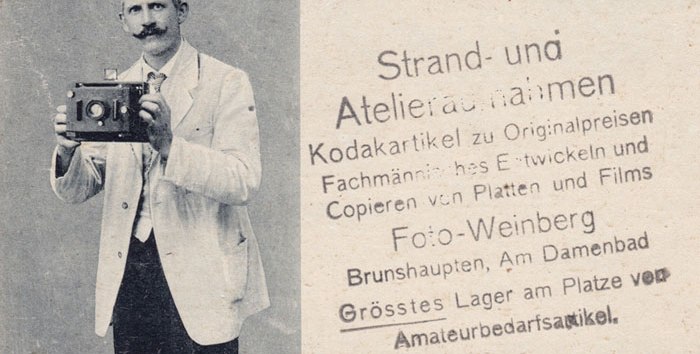 Strand- und
Atelieraufnahmen
Kodakartikel zu Originalpreisen
Fachmännisches Entwickeln und
Copieren von Platten und Films
Foto-Weinberg
Brunshaupten, Am Damenbad
Grösstes Lager am Platze von
Amateurbedarfsartikel.